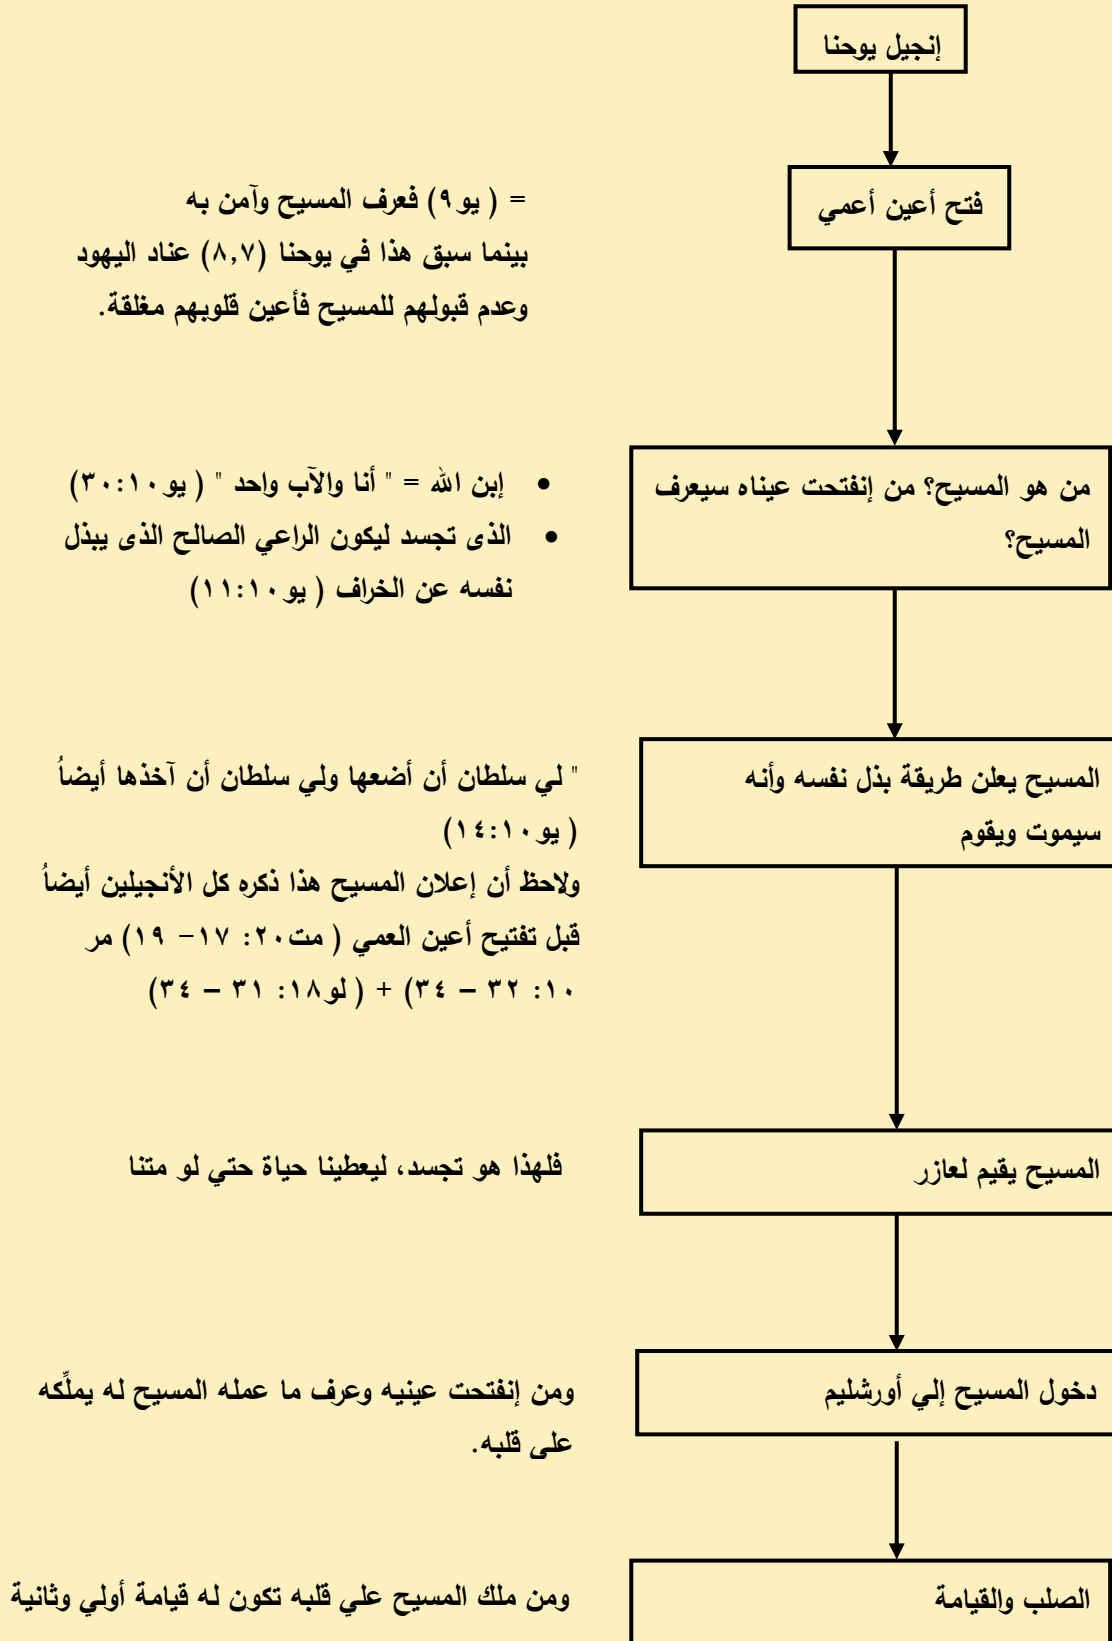 إنجيل يوحنا
فتح أعين أعمي
= ( يو٩) فعرف المسيح وآمن به
بينما سبق هذا في يوحنا (٨,٧) عناد اليهود
وعدم قبولهم للمسيح فأعين قلوبهم مغلقة.
من هو المسيح؟ من إنفتحت عيناه سيعرف
المسيح؟
• إبن الله = " أنا والآب واحد " ( يو٣٠:١٠)
• الذى تجسد ليكون الراعي الصالح الذى يبذل
نفسه عن الخراف ( يو١١:١٠)
المسيح يعلن طريقة بذل نفسه وأنه
سيموت ويقوم
" لي سلطان أن أضعها ولي سلطان أن آخذها أيضاُ
( يو١٤:١٠)
ولاحظ أن إعلان المسيح هذا ذكره كل الأنجيلين أيضاُ
قبل تفتيح أعين العمي ( مت٢٠: ١٧– ١٩) مر
١٠: ٣٢ – ٣٤) + ( لو١٨: ٣١ – ٣٤)
المسيح يقيم لعازر
فلهذا هو تجسد، ليعطينا حياة حتي لو متنا
دخول المسيح إلي أورشليم
ومن إنفتحت عينيه وعرف ما عمله المسيح له يملِّكه
على قلبه.
الصلب والقيامة
ومن ملك المسيح علي قلبه تكون له قيامة أولي وثانية